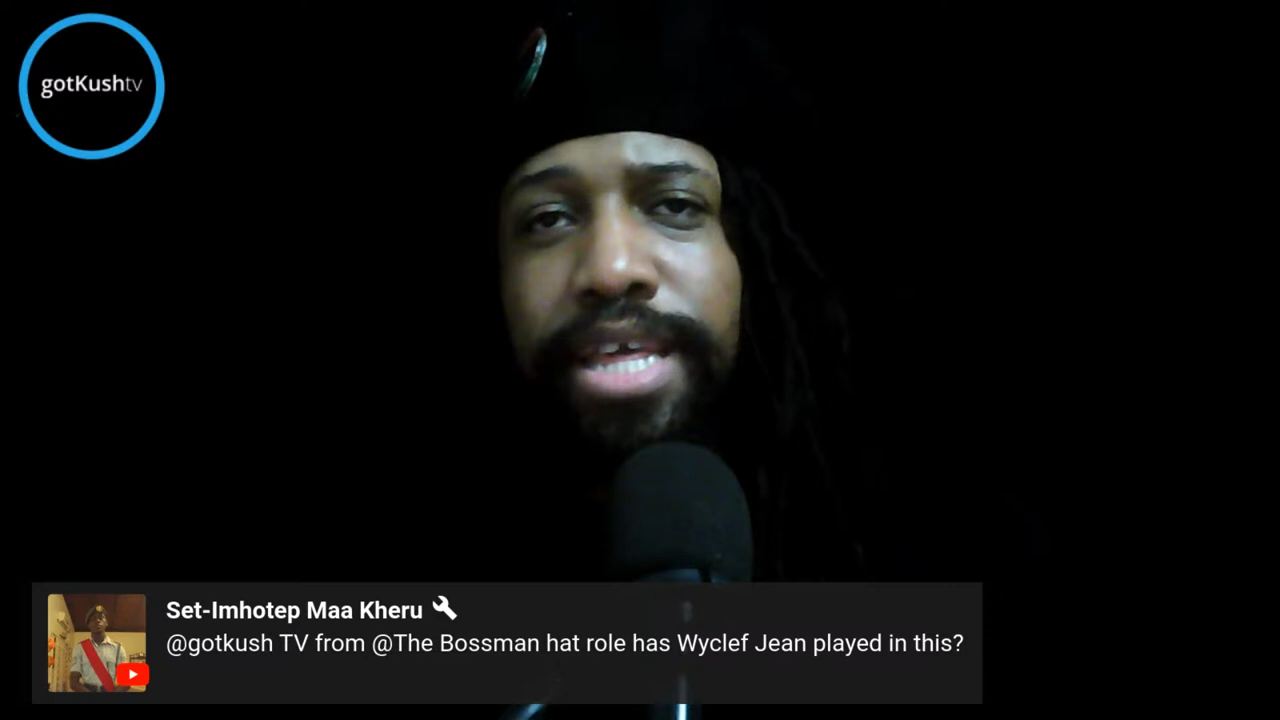 gotKushtv
Set-Imhotep Maa Kheru
@gotkush TV from @The Bossman hat role has Wyclef Jean played in this?